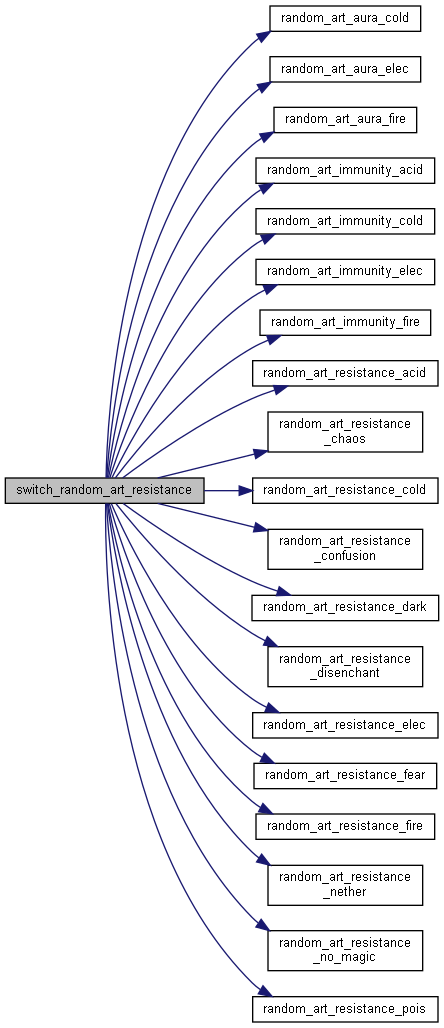 random_art_aura_cold
random_art_aura_elec
random_art_aura_fire
random_art_immunity_acid
random_art_immunity_cold
random_art_immunity_elec
random_art_immunity_fire
random_art_resistance_acid
random_art_resistance
_chaos
switch_random_art_resistance
random_art_resistance_cold
random_art_resistance
_confusion
random_art_resistance_dark
random_art_resistance
_disenchant
random_art_resistance_elec
random_art_resistance_fear
random_art_resistance_fire
random_art_resistance
_nether
random_art_resistance
_no_magic
random_art_resistance_pois